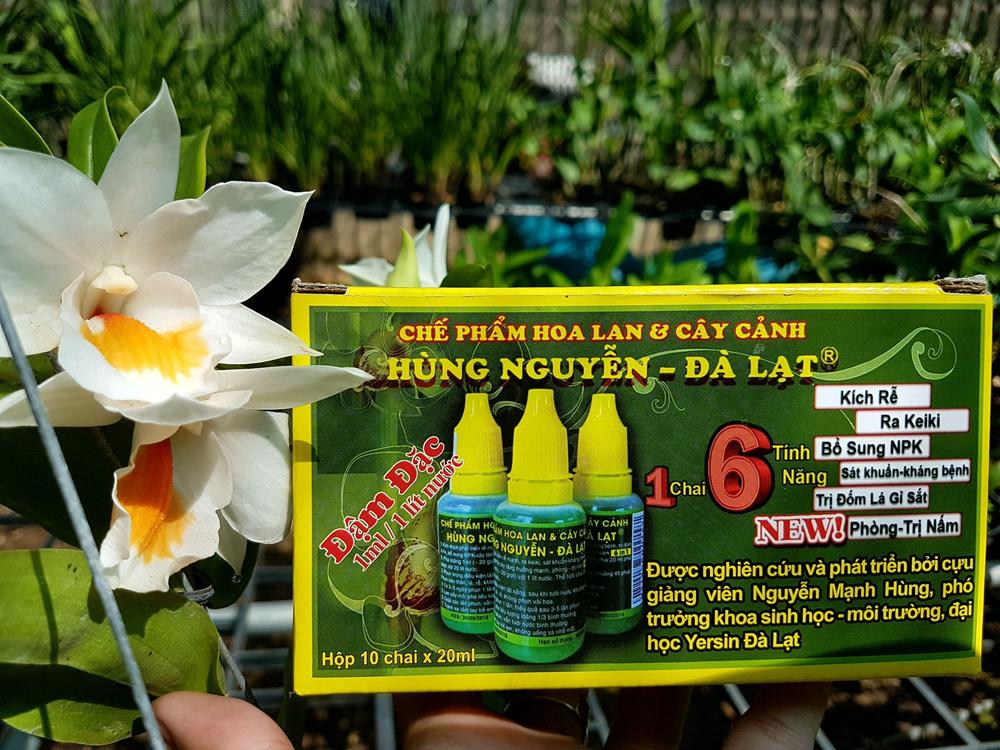 CHẾ PHẨM HOA LAN & CÂY CẢNH
HÙNG NGUYỄN – ĐÀ LẠT®
Kích Rễ
Ra Keiki
Bổ Sung NPK
Sát khuẩn-kháng bệnh
Trị Đốm Lá Gỉ Sắt
NEW! Phòng-Trị Nấm
1 Chai 6 Tính Năng
Đậm Đặc
1ml / 1 lít nước
Được nghiên cứu và phát triển bởi cựu
giảng viên Nguyễn Mạnh Hùng, phó
trưởng khoa sinh học - môi trường, đại
học Yersin Đà Lạt
Hộp 10 chai x 20ml